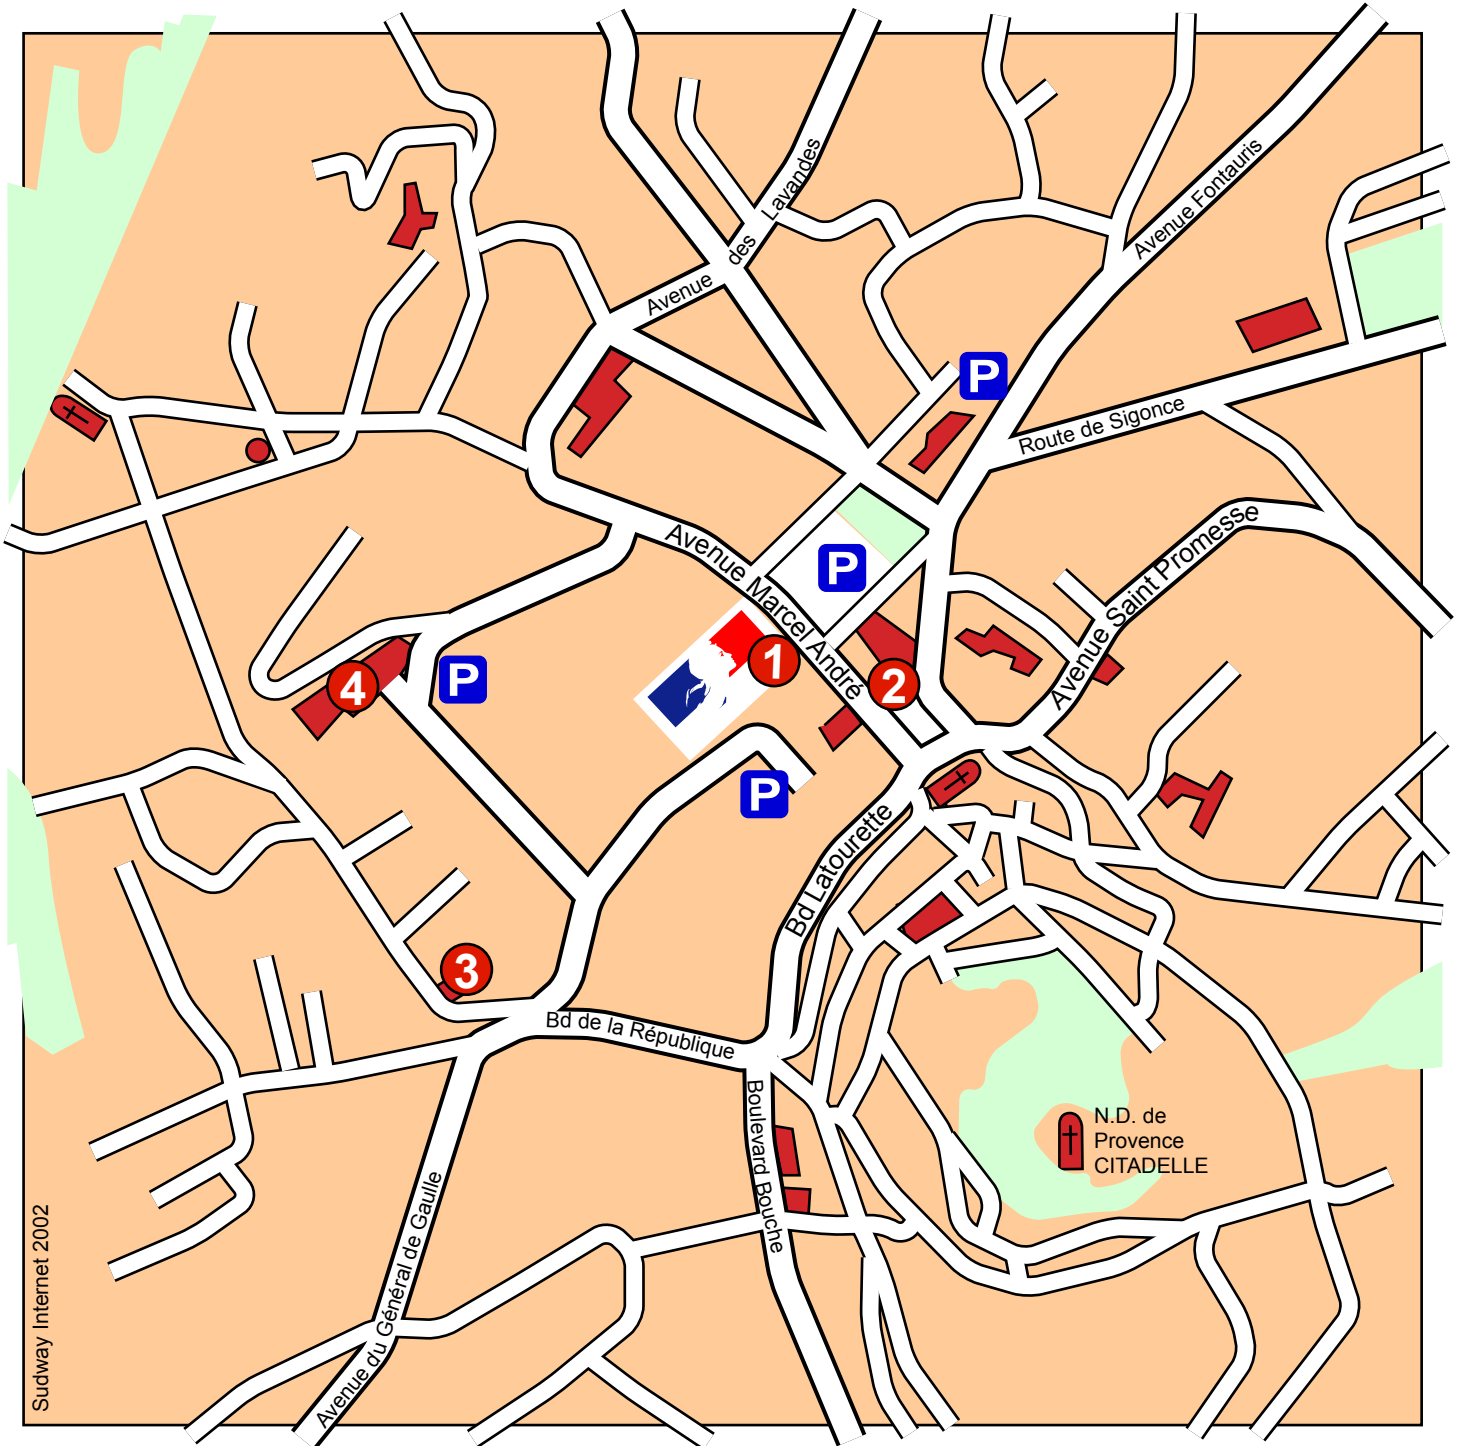 Avenue des Lavandes
Avenue Fontauris
P
Route de Sigonce
Avenue Saint Promesse
Avenue Marcel André
P
1
2
4
P
P
Avenue du Général de Gaulle
3
Bd Latourette
Bd de la République
Boulevard Bouche
N.D. de
Provence
CITADELLE
Sudway Internet 2002